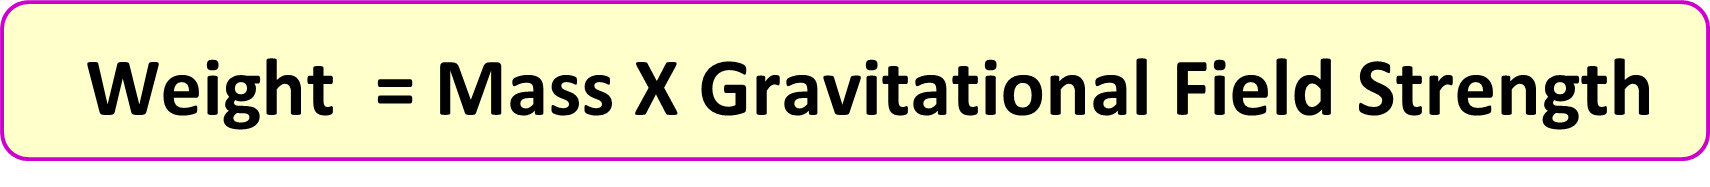 Weight = Mass X Gravitational Field Strength